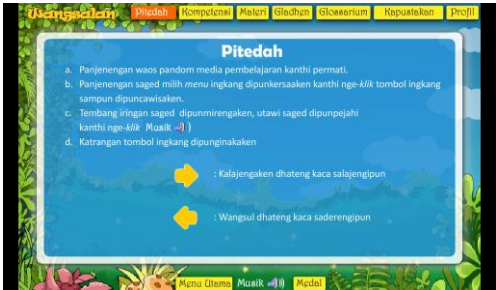 Wangsalan Pitedah Kompetensi Materi Gladhen Glossarium Kapustakan Profil
Pitedah
a. Panjenengan waos pandom media pembelajaran kanthi permati.
b. Panjenengan saged milih menu ingkang dipunkersaaken kanthi nge-klik tombol ingkang
sampun dipuncawisaken.
c. Tembang iringan saged dipunmirengaken, utawi saged dipunpejahi
kanthi nge-klik Musik )
d. Katrangan tombol ingkang dipunginakaken
: Kalajengaken dhateng kaca salajengipun
: Wangsul dhateng kaca saderengipun
Menu Utama Musik Medal